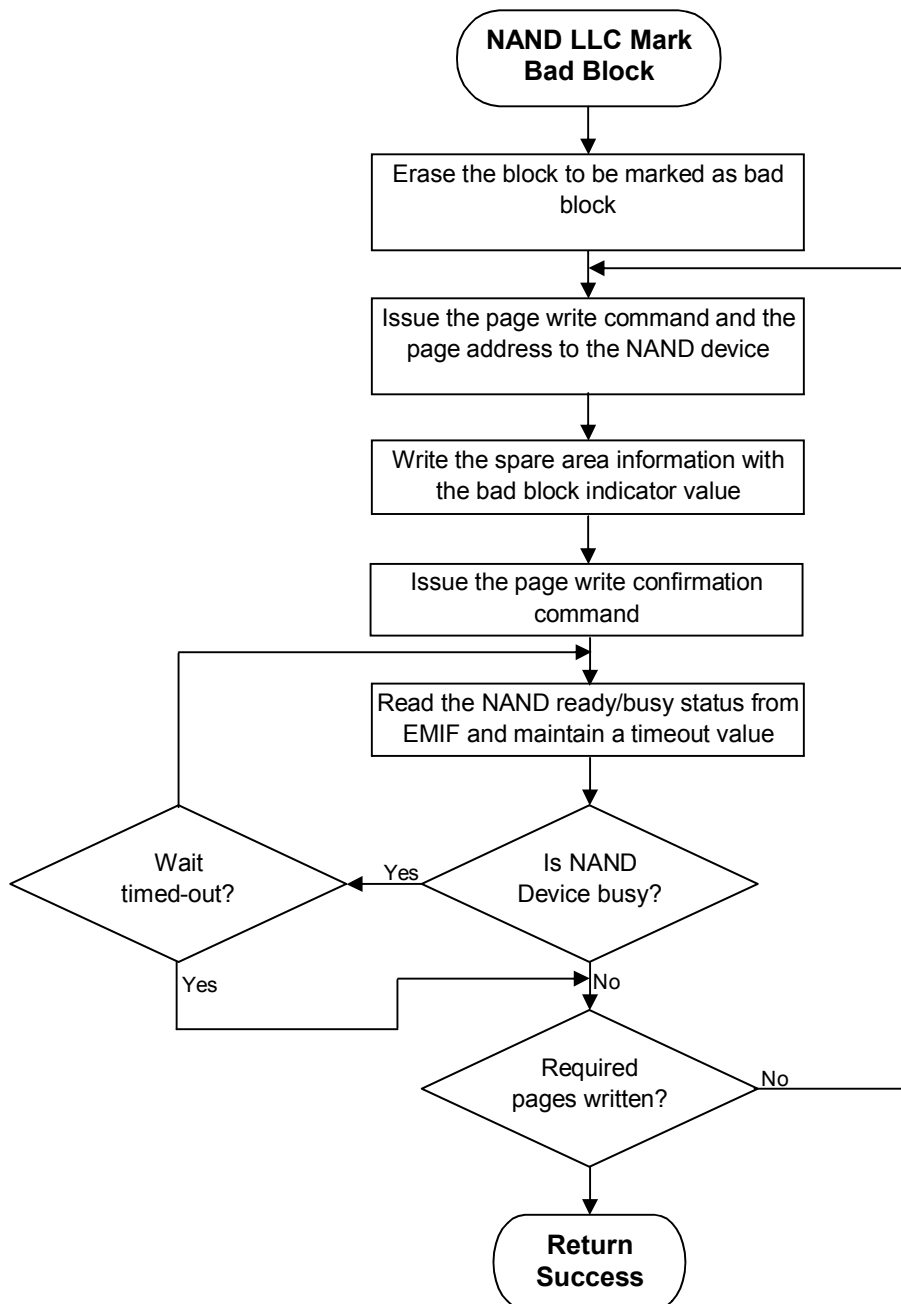 NAND LLC Mark
Bad Block
Erase the block to be marked as bad
block
Issue the page write command and the
page address to the NAND device
Write the spare area information with
the bad block indicator value
Issue the page write confirmation
command
Read the NAND ready/busy status from
EMIF and maintain a timeout value
Wait
timed-out?
Yes
Is NAND
Device busy?
Yes
No
Required
pages written?
No
Return
Success